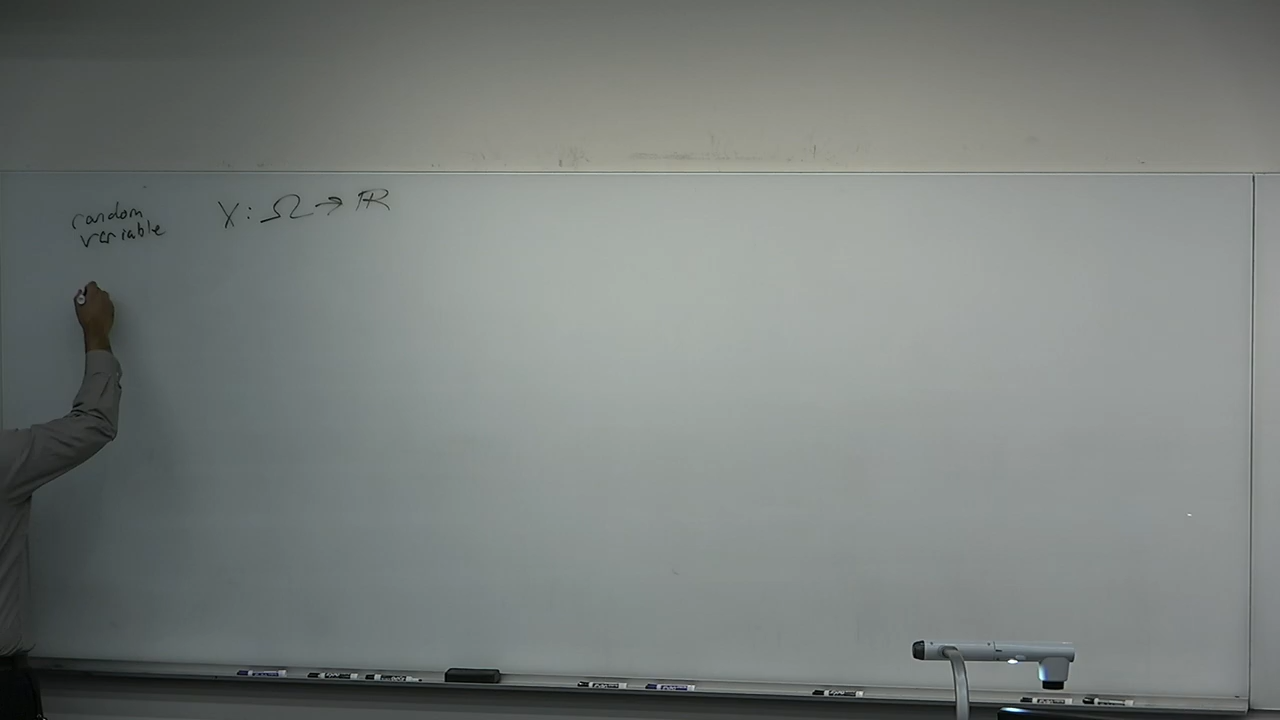 random
variable
X: Ω → ℝ